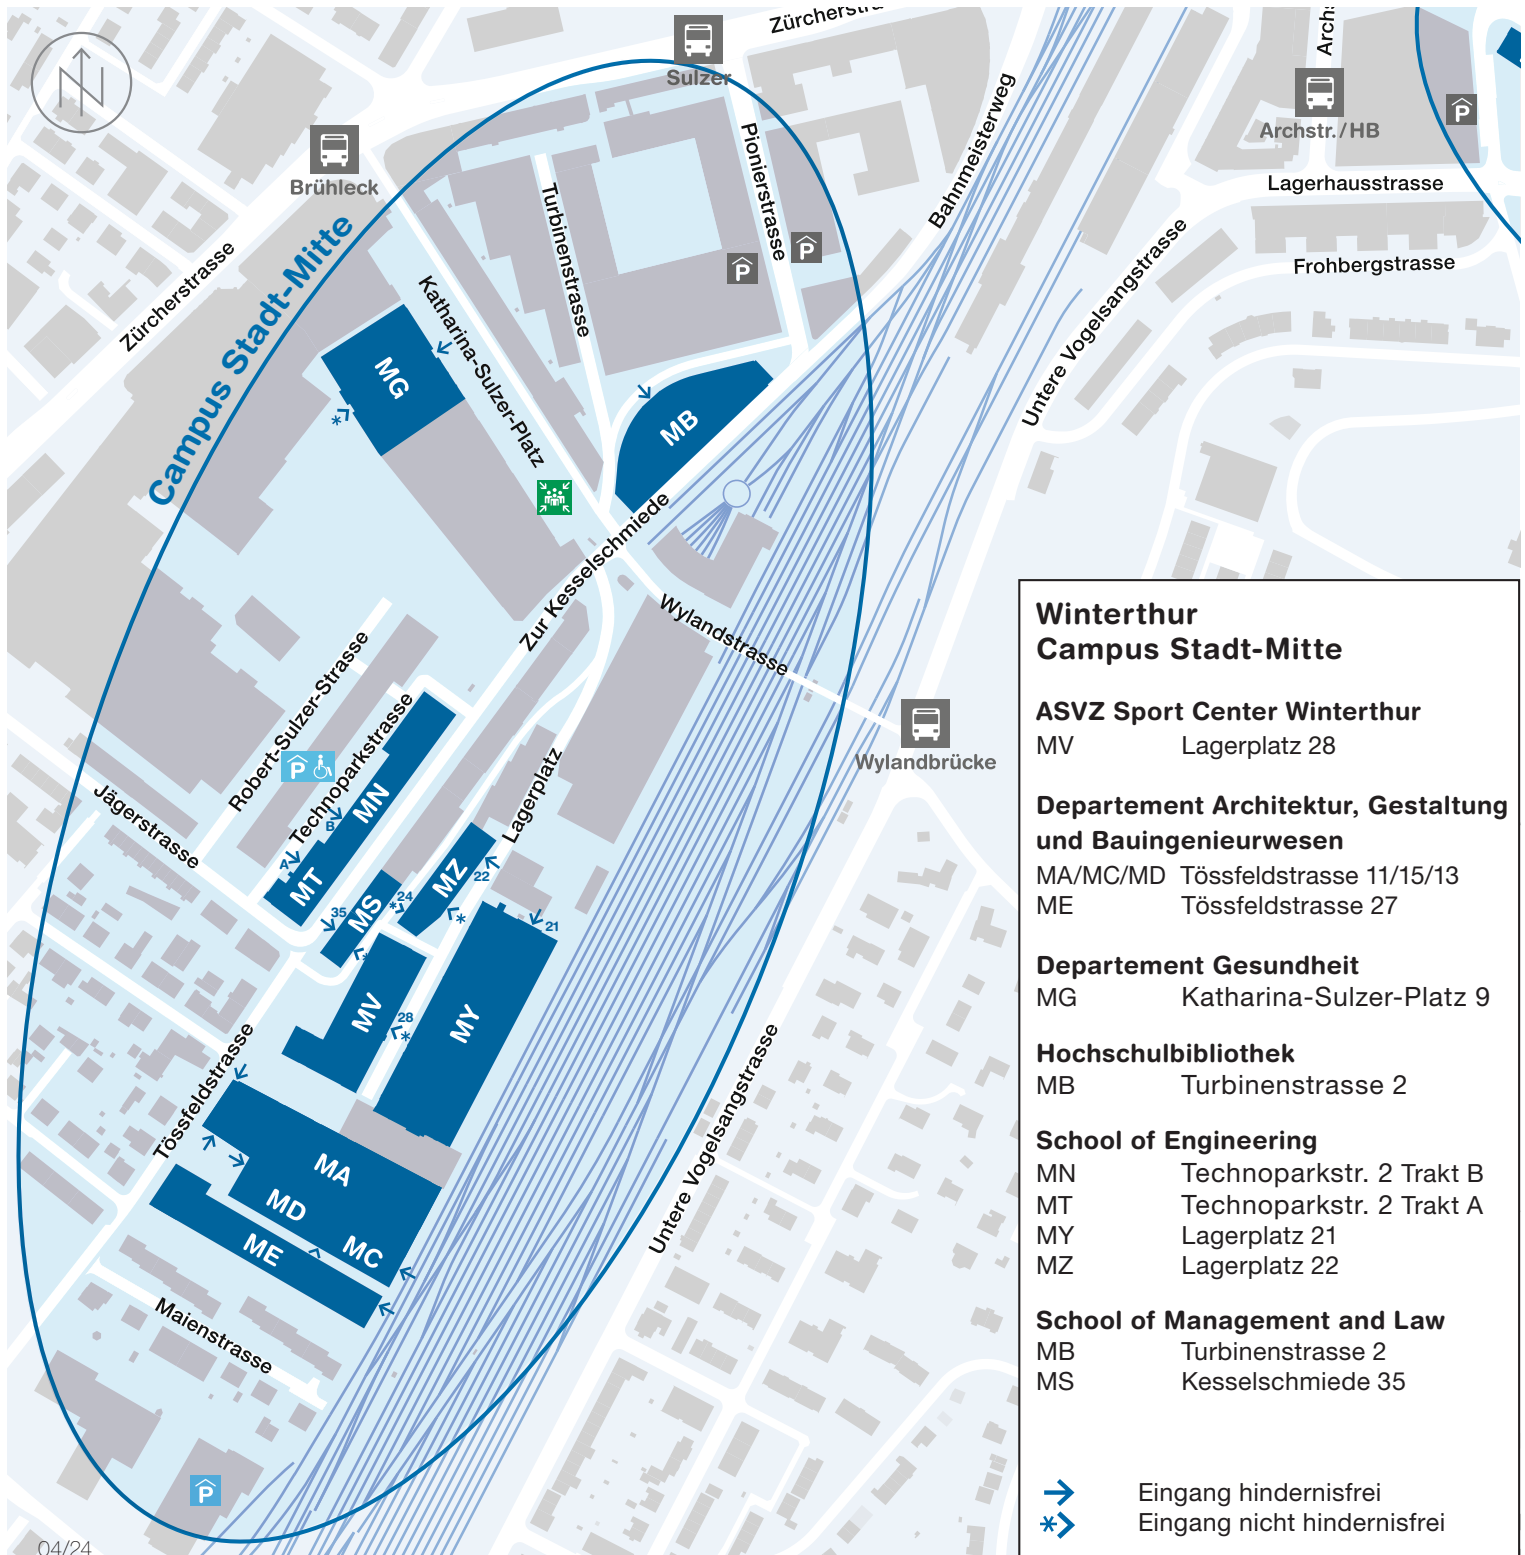 Zürcherstra
Sulzer
Brühleck
Archstr./HB
Lagerhausstrasse
Frohbergstrasse
Pionierstrasse
Bahnmeisterweg
Turbinenstrasse
Zürcherstrasse
Campus Stadt-Mitte
Katharina-Sulzer-Platz
Untere Vogelsangstrasse
MG
MB
Zur Kesselschmiede
Wylandstrasse
Wylandbrücke
Robert-Sulzer-Strasse
Technoparkstrasse
Jägerstrasse
Lagerplatz
P
P
P
P
P
MN
B
A
MT
MZ
22
24
35
MS
21
MV
28
MY
Tössfeldstrasse
MA
MD
MC
ME
Untere Vogelsangstrasse
Maienstrasse
04/24
Winterthur
Campus Stadt-Mitte
ASVZ Sport Center Winterthur
MV Lagerplatz 28
Departement Architektur, Gestaltung
und Bauingenieurwesen
MA/MC/MD Tössfeldstrasse 11/15/13
ME Tössfeldstrasse 27
Departement Gesundheit
MG Katharina-Sulzer-Platz 9
Hochschulbibliothek
MB Turbinenstrasse 2
School of Engineering
MN Technoparkstr. 2 Trakt B
MT Technoparkstr. 2 Trakt A
MY Lagerplatz 21
MZ Lagerplatz 22
School of Management and Law
MB Turbinenstrasse 2
MS Kesselschmiede 35
Eingang hindernisfrei
Eingang nicht hindernisfrei